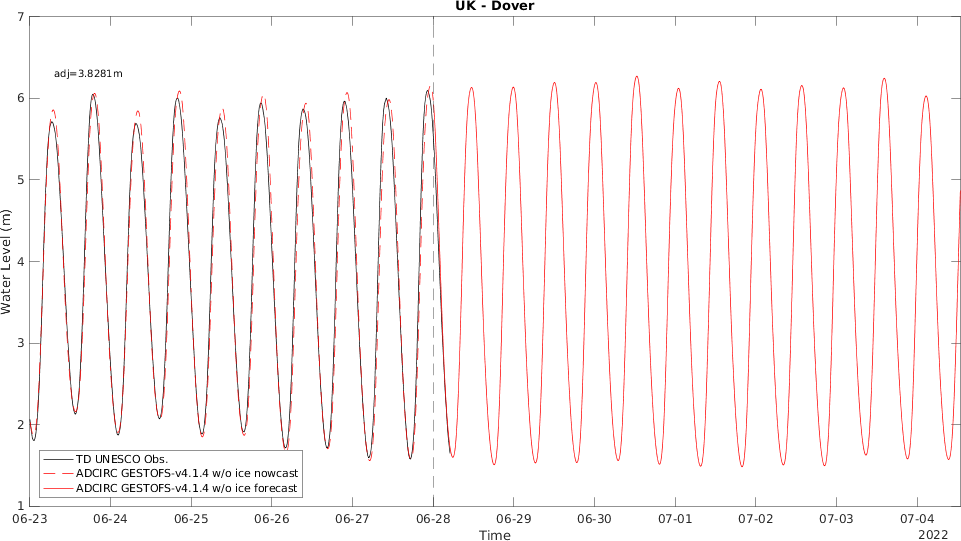 UK - Dover
7
6
5
4
3
2
1
Water Level (m)
adj=3.8281m
TD UNESCO Obs.
ADCIRC GESTOFS-v4.1.4 w/o ice nowcast
ADCIRC GESTOFS-v4.1.4 w/o ice forecast
06-23 06-24 06-25 06-26 06-27 06-28 06-29 06-30 07-01 07-02 07-03 07-04
Time
2022